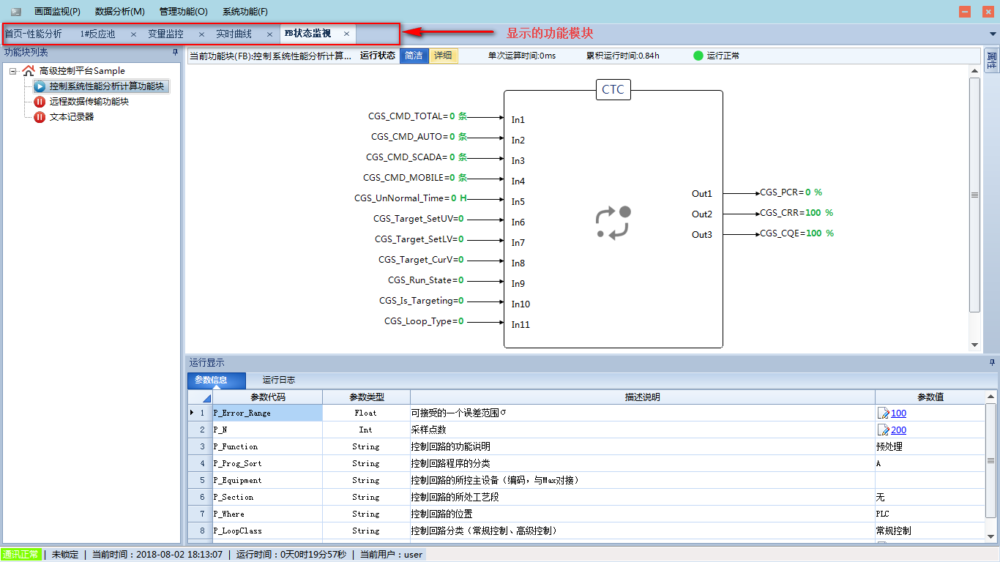 画面监视(P) 数据分析(M) 管理功能(O) 系统功能(F)
首页-性能分析 1#反应池 × 变量监控 × 实时曲线 × FB状态监视 ×
显示的功能模块
功能块列表
高级控制平台Sample
控制系统性能分析计算功能块
远程数据传输功能块
文本记录器
当前功能块(FB):控制系统性能分析计算... 运行状态 简洁 详细 单次运算时间:0ms 累积运行时间:0.84h 运行正常
属性
CTC
CGS_CMD_TOTAL=0 条 In1
CGS_CMD_AUTO=0 条 In2
CGS_CMD_SCADA=0 条 In3
CGS_CMD_MOBILE=0 条 In4
CGS_UnNormal_Time=0 H In5
CGS_Target_SetUV=0 In6
CGS_Target_SetLV=0 In7
CGS_Target_CurV=0 In8
CGS_Run_State=0 In9
CGS_Is_Targeting=0 In10
CGS_Loop_Type=0 In11
Out1 CGS_PCR=0 %
Out2 CGS_CRR=100 %
Out3 CGS_CQE=100 %
运行显示
参数信息 运行日志
参数代码 参数类型 描述说明 参数值
1 P_Error_Range Float 可接受的一个误差范围σ 100
2 P_N Int 采样点数 200
3 P_Function String 控制回路的功能说明 预处理
4 P_Prog_Sort String 控制回路程序的分类 A
5 P_Equipment String 控制回路的所控主设备（编码，与Max对接）
6 P_Section String 控制回路的所处工艺段 无
7 P_Where String 控制回路的位置 PLC
8 P_LoopClass String 控制回路分类（常规控制、高级控制） 常规控制
通讯正常 | 未锁定 | 当前时间：2018-08-02 18:13:07 | 运行时间：0天0时19分57秒 | 当前用户：user